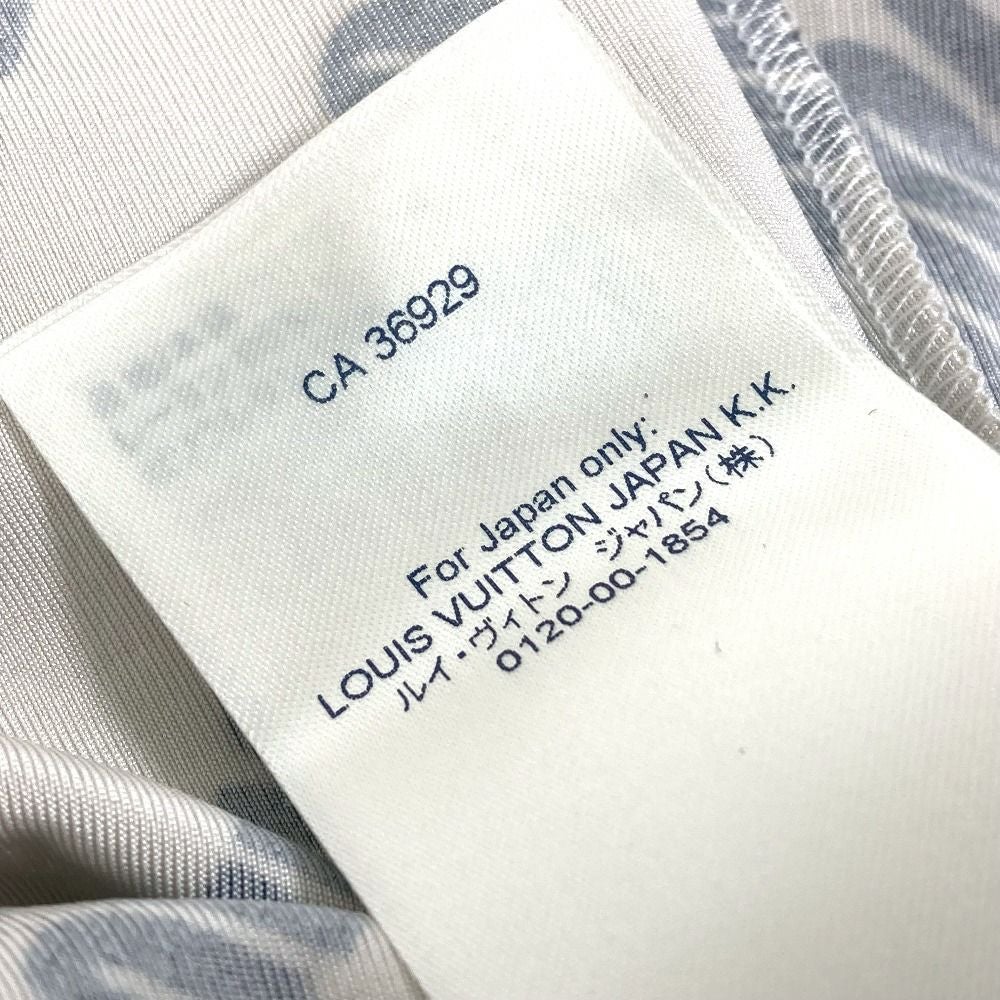 CA 36929
For Japan only:
LOUIS VUITTON JAPAN K.K.
ルイ・ヴィトン ジャパン(株)
0120-00-1854